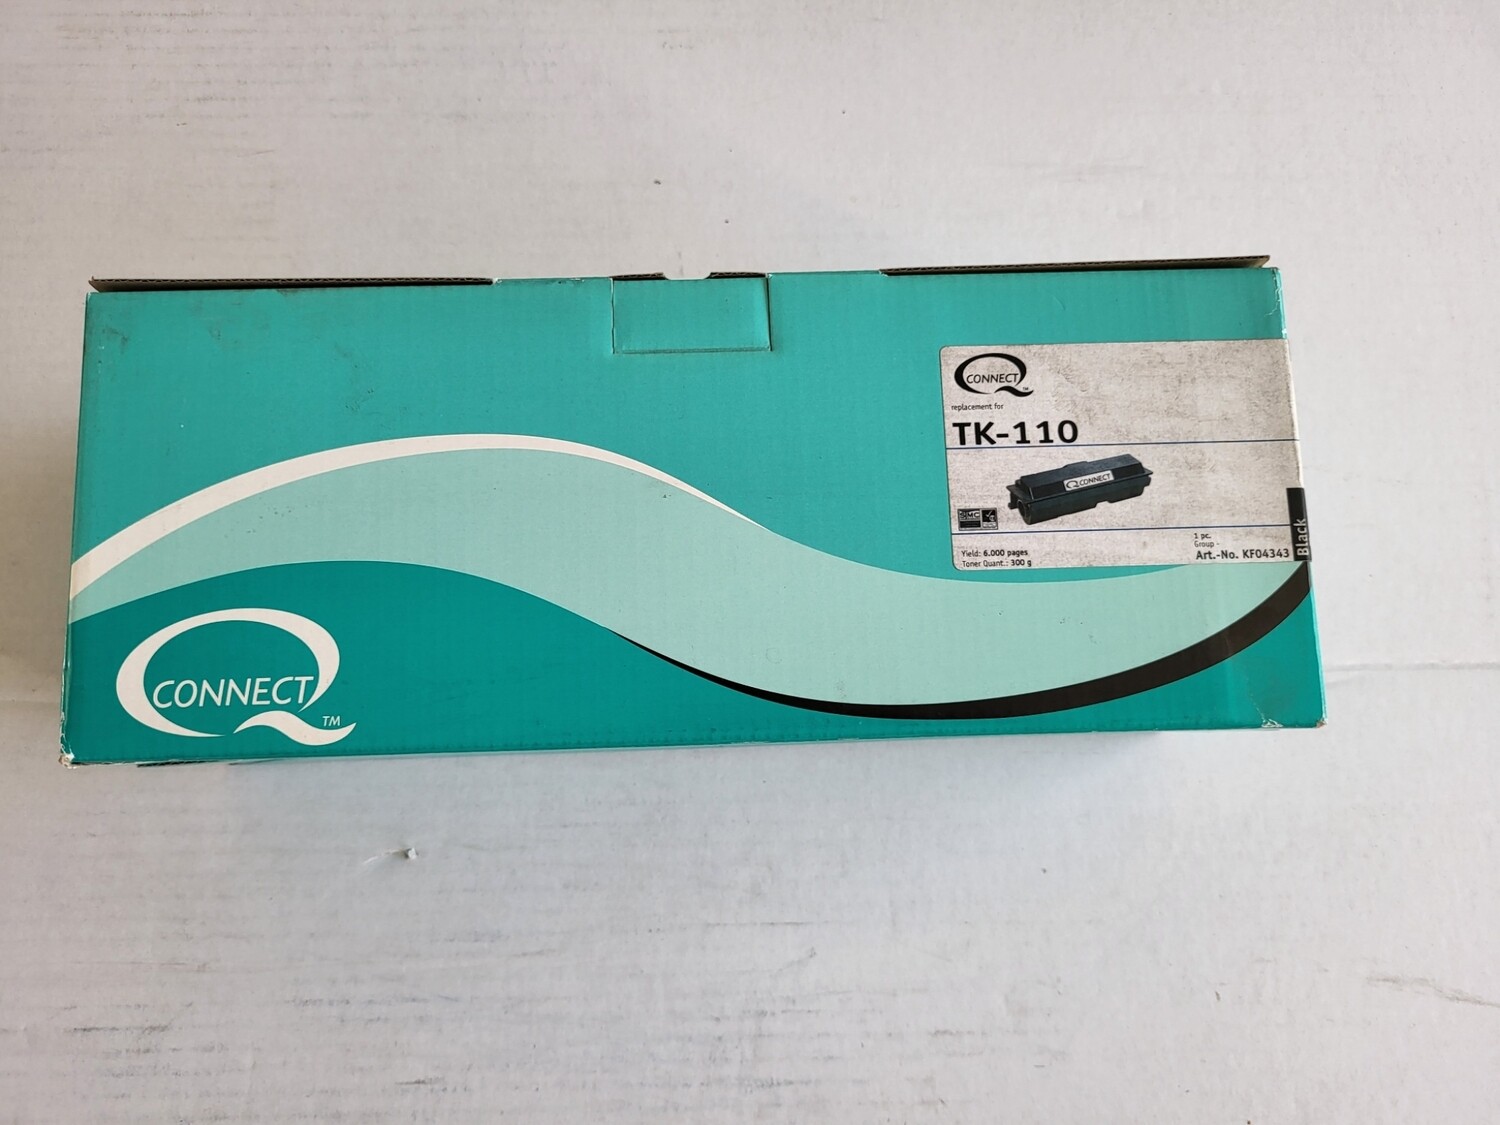 Q CONNECT ™
replacement for
TK-110
Q CONNECT
Yield: 6.000 pages
Toner Quant.: 300 g
1 pc.
Group -
Art.-No. KF04343
Black
Q CONNECT TM